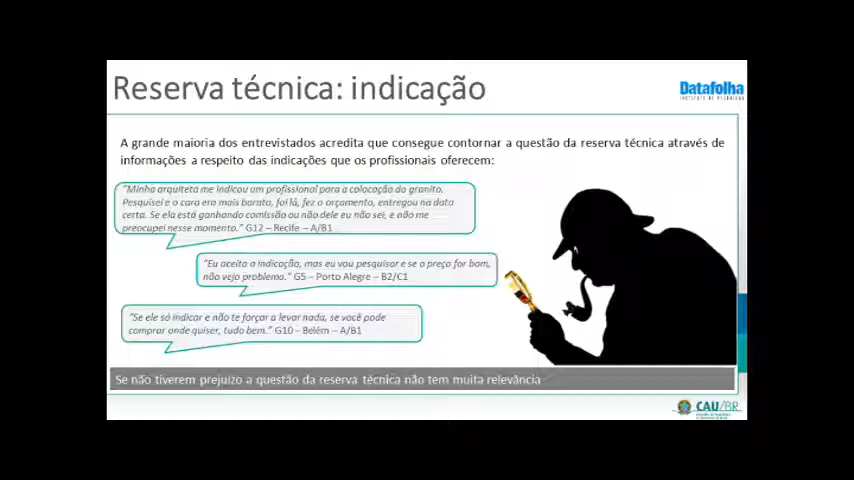 Reserva técnica: indicação
Datafolha
INSTITUTO DE PESQUISAS
A grande maioria dos entrevistados acredita que consegue contornar a questão da reserva técnica através de
informações a respeito das indicações que os profissionais oferecem:
"Minha arquiteta me indicou um profissional para a colocação do granito.
Pesquisei e o cara era mais barato, foi lá, fez o orçamento, entregou na data
certa. Se ela está ganhando comissão ou não dele eu não sei, e não me
preocupei nesse momento." G12 – Recife – A/B1
"Eu aceito a indicação, mas eu vou pesquisar e se o preço for bom,
não vejo problema." G5 – Porto Alegre – B2/C1
"Se ele só indicar e não te forçar a levar nada, se você pode
comprar onde quiser, tudo bem." G10 – Belém – A/B1
Se não tiverem prejuízo a questão da reserva técnica não tem muita relevância
CAU/BR